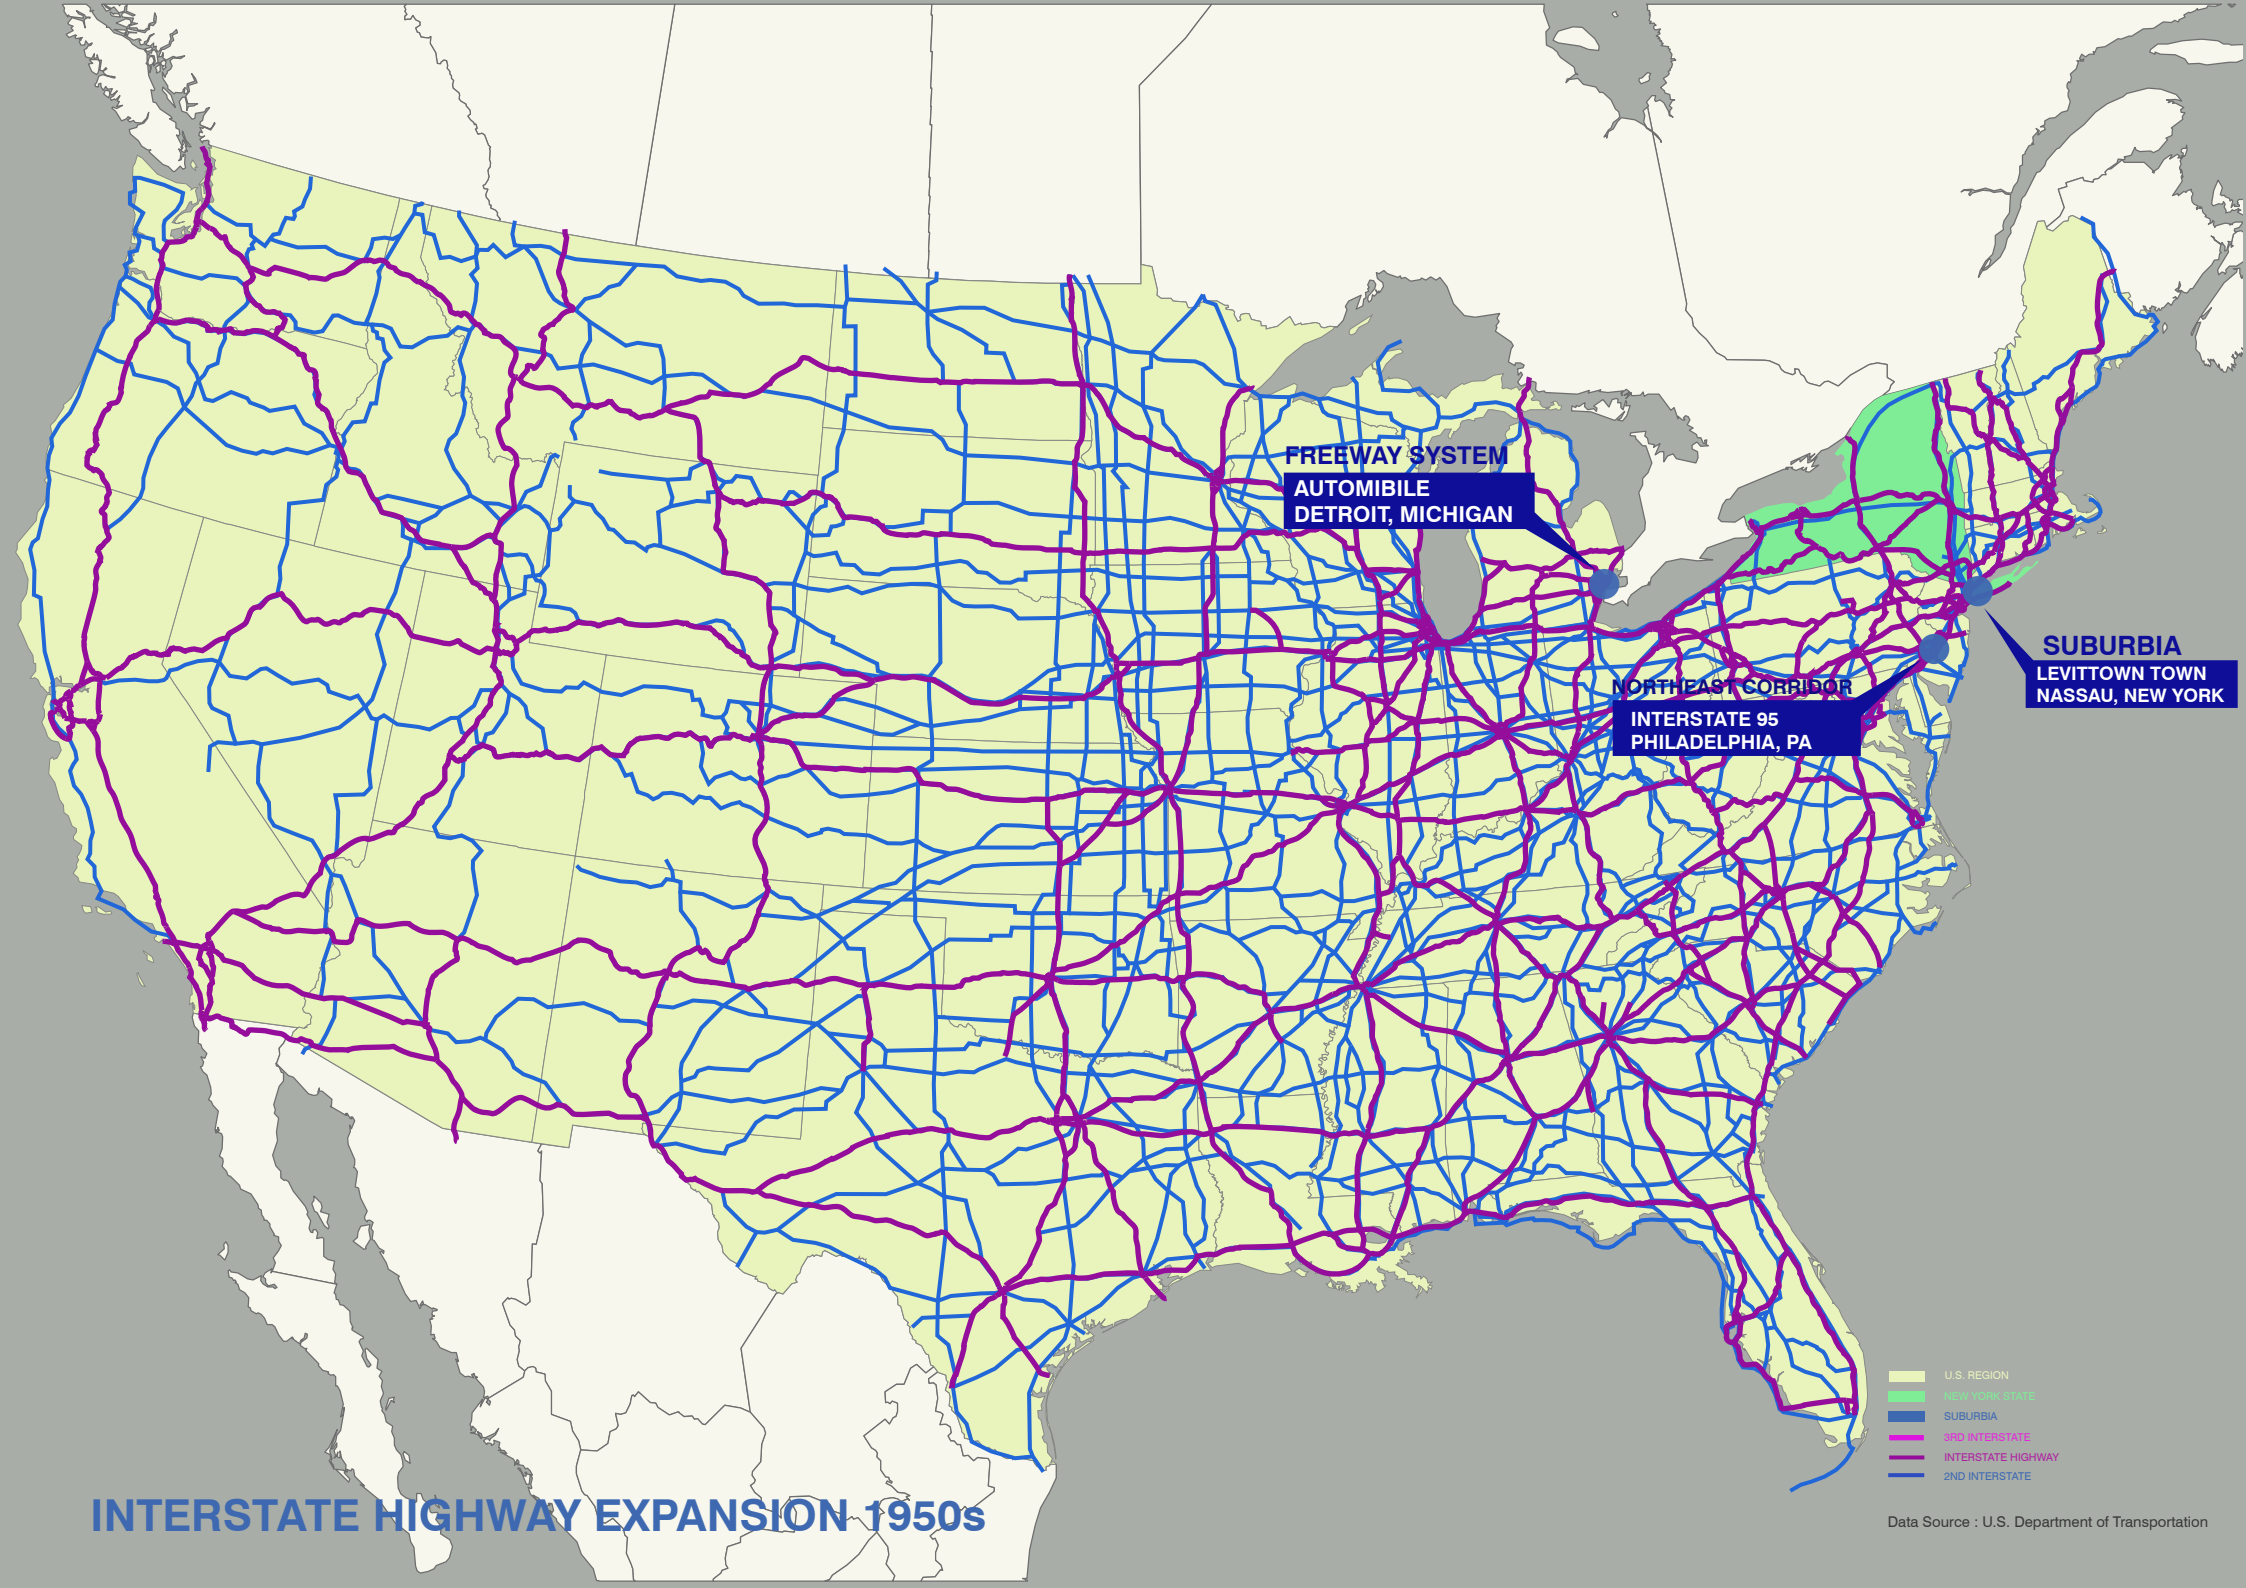 FREEWAY SYSTEM
AUTOMIBILE
DETROIT, MICHIGAN
SUBURBIA
LEVITTOWN TOWN
NASSAU, NEW YORK
NORTHEAST CORRIDOR
INTERSTATE 95
PHILADELPHIA, PA
U.S. REGION
NEW YORK STATE
SUBURBIA
3RD INTERSTATE
INTERSTATE HIGHWAY
2ND INTERSTATE
INTERSTATE HIGHWAY EXPANSION 1950s
Data Source : U.S. Department of Transportation